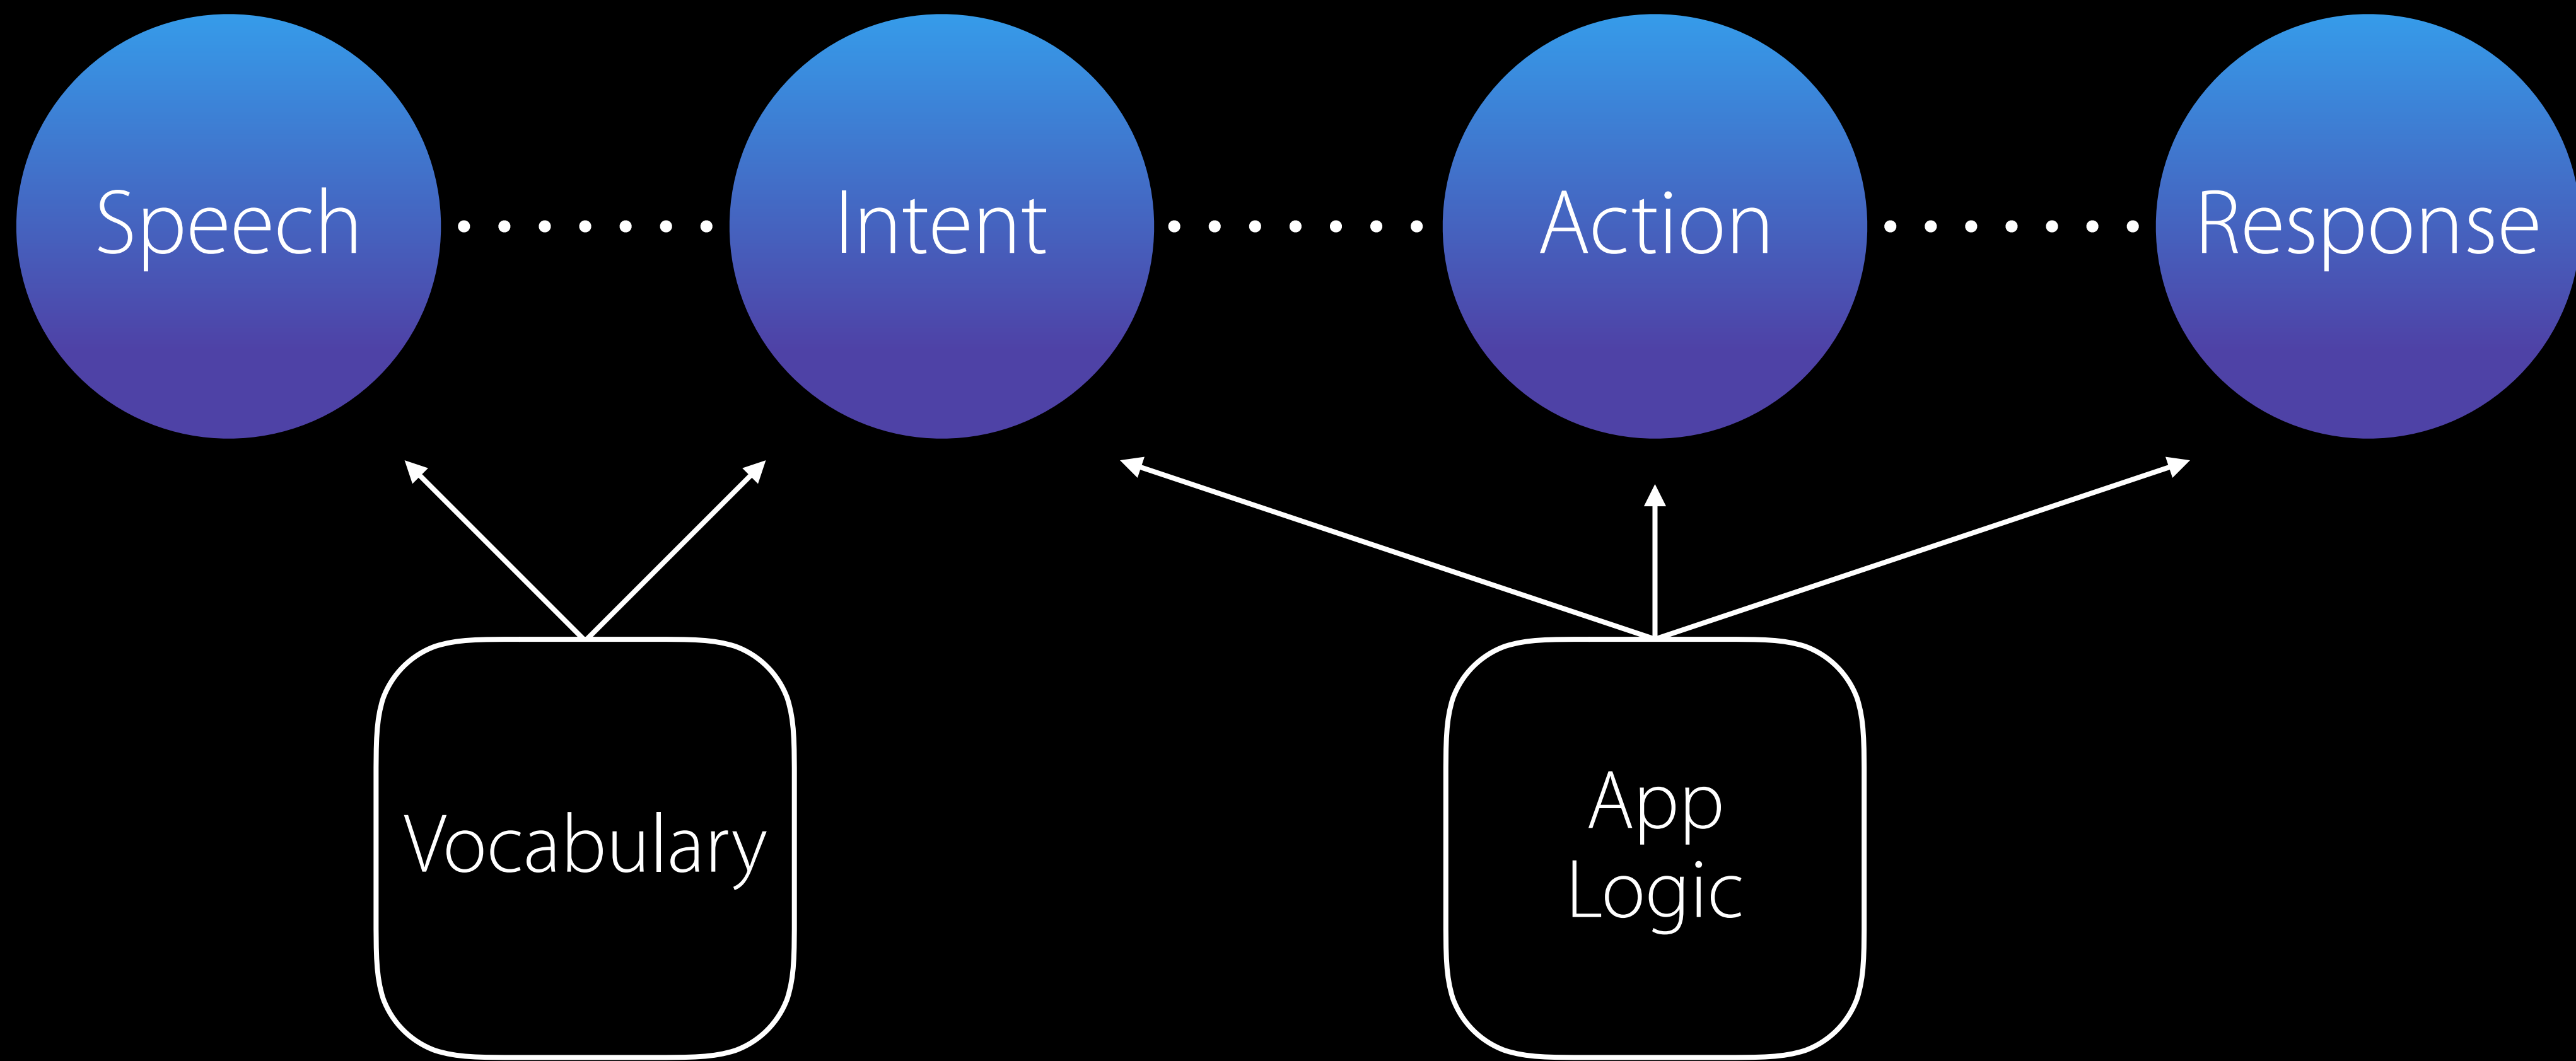 Speech
Intent
Action
Response
Vocabulary
App
Logic